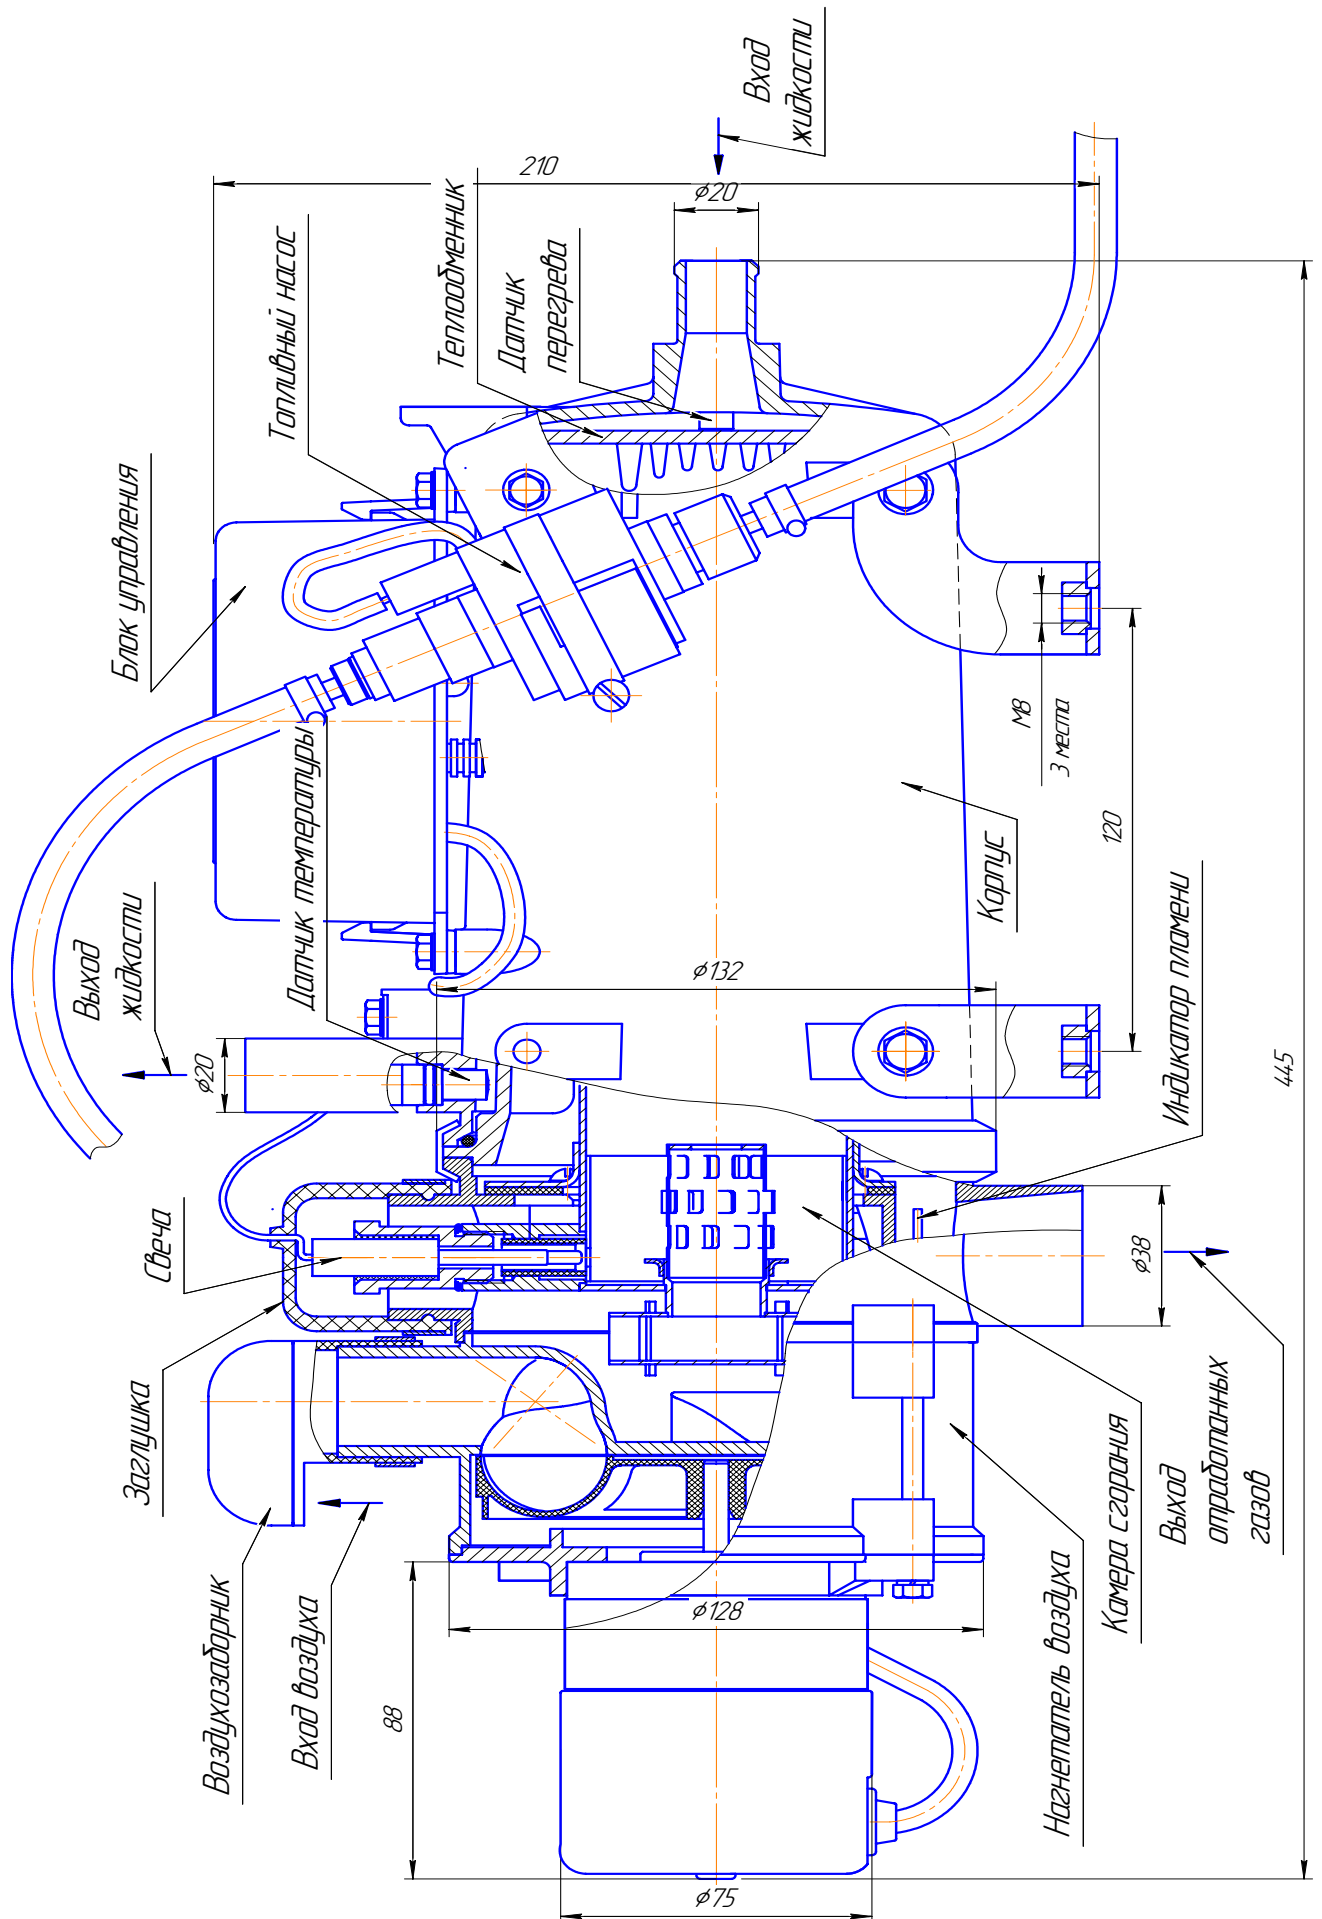 Вход
жидкости
210
ϕ20
Теплообменник
Датчик
перегрева
Топливный насос
Блок управления
M8
3 места
120
Корпус
Датчик температуры
Выход
жидкости
ϕ20
ϕ132
Индикатор пламени
445
Свеча
ϕ38
Заглушка
Воздухозаборник
Вход воздуха
ϕ128
88
ϕ75
Нагнетатель воздуха
Камера сгорания
Выход
отработанных
газов